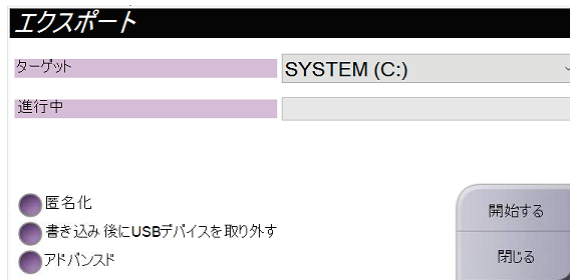 エクスポート
ターゲット
SYSTEM (C:)
進行中
匿名化
書き込み後にUSBデバイスを取り外す
アドバンスド
開始する
閉じる